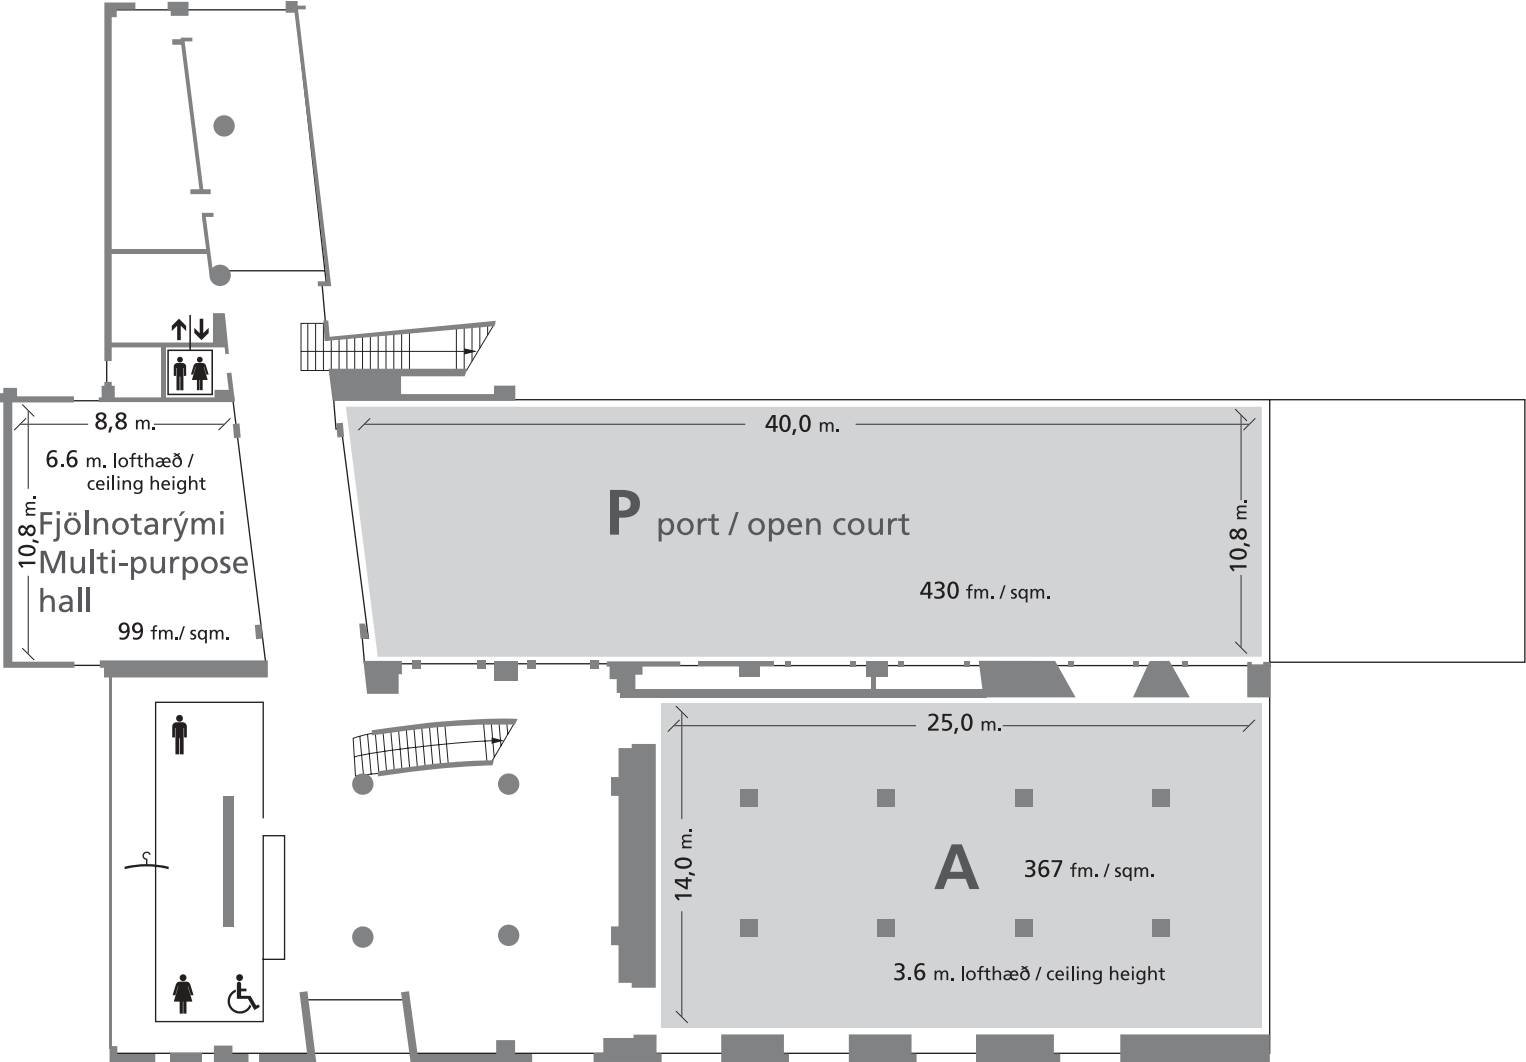 8,8 m.
6.6 m. lofthæð /
ceiling height
10,8 m.
Fjölnotarými
Multi-purpose
hall
99 fm./ sqm.
40,0 m.
P port / open court
10,8 m.
430 fm. / sqm.
25,0 m.
14,0 m.
A 367 fm. / sqm.
3.6 m. lofthæð / ceiling height